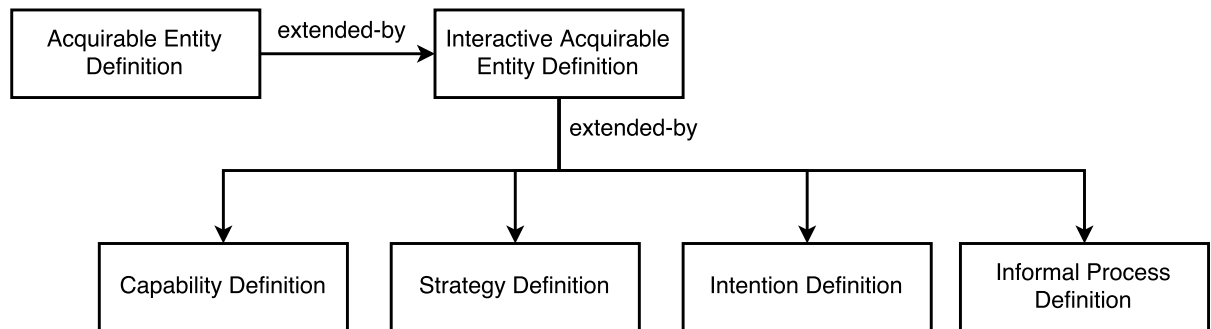 Acquirable Entity
Definition
extended-by
Interactive Acquirable
Entity Definition
extended-by
Capability Definition
Strategy Definition
Intention Definition
Informal Process
Definition